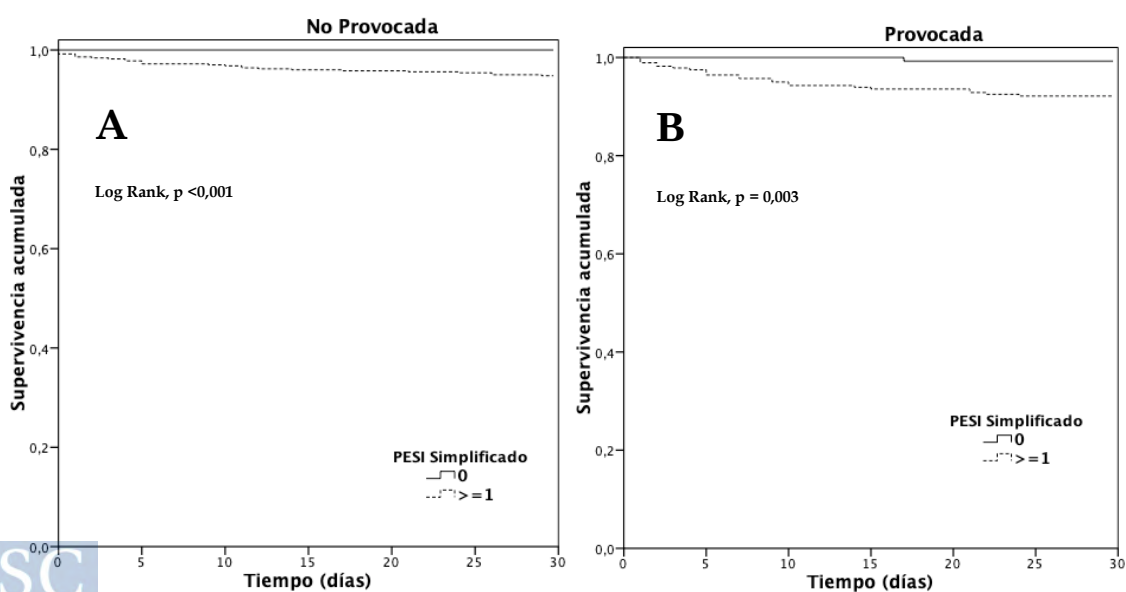 No Provocada
1,0
0,8
0,6
0,4
0,2
0,0
Supervivencia acumulada
A
Log Rank, p <0,001
PESI Simplificado
0
>=1
0 5 10 15 20 25 30
Tiempo (días)
SC
Provocada
1,0
0,8
0,6
0,4
0,2
0,0
Supervivencia acumulada
B
Log Rank, p = 0,003
PESI Simplificado
0
>=1
0 5 10 15 20 25 30
Tiempo (días)